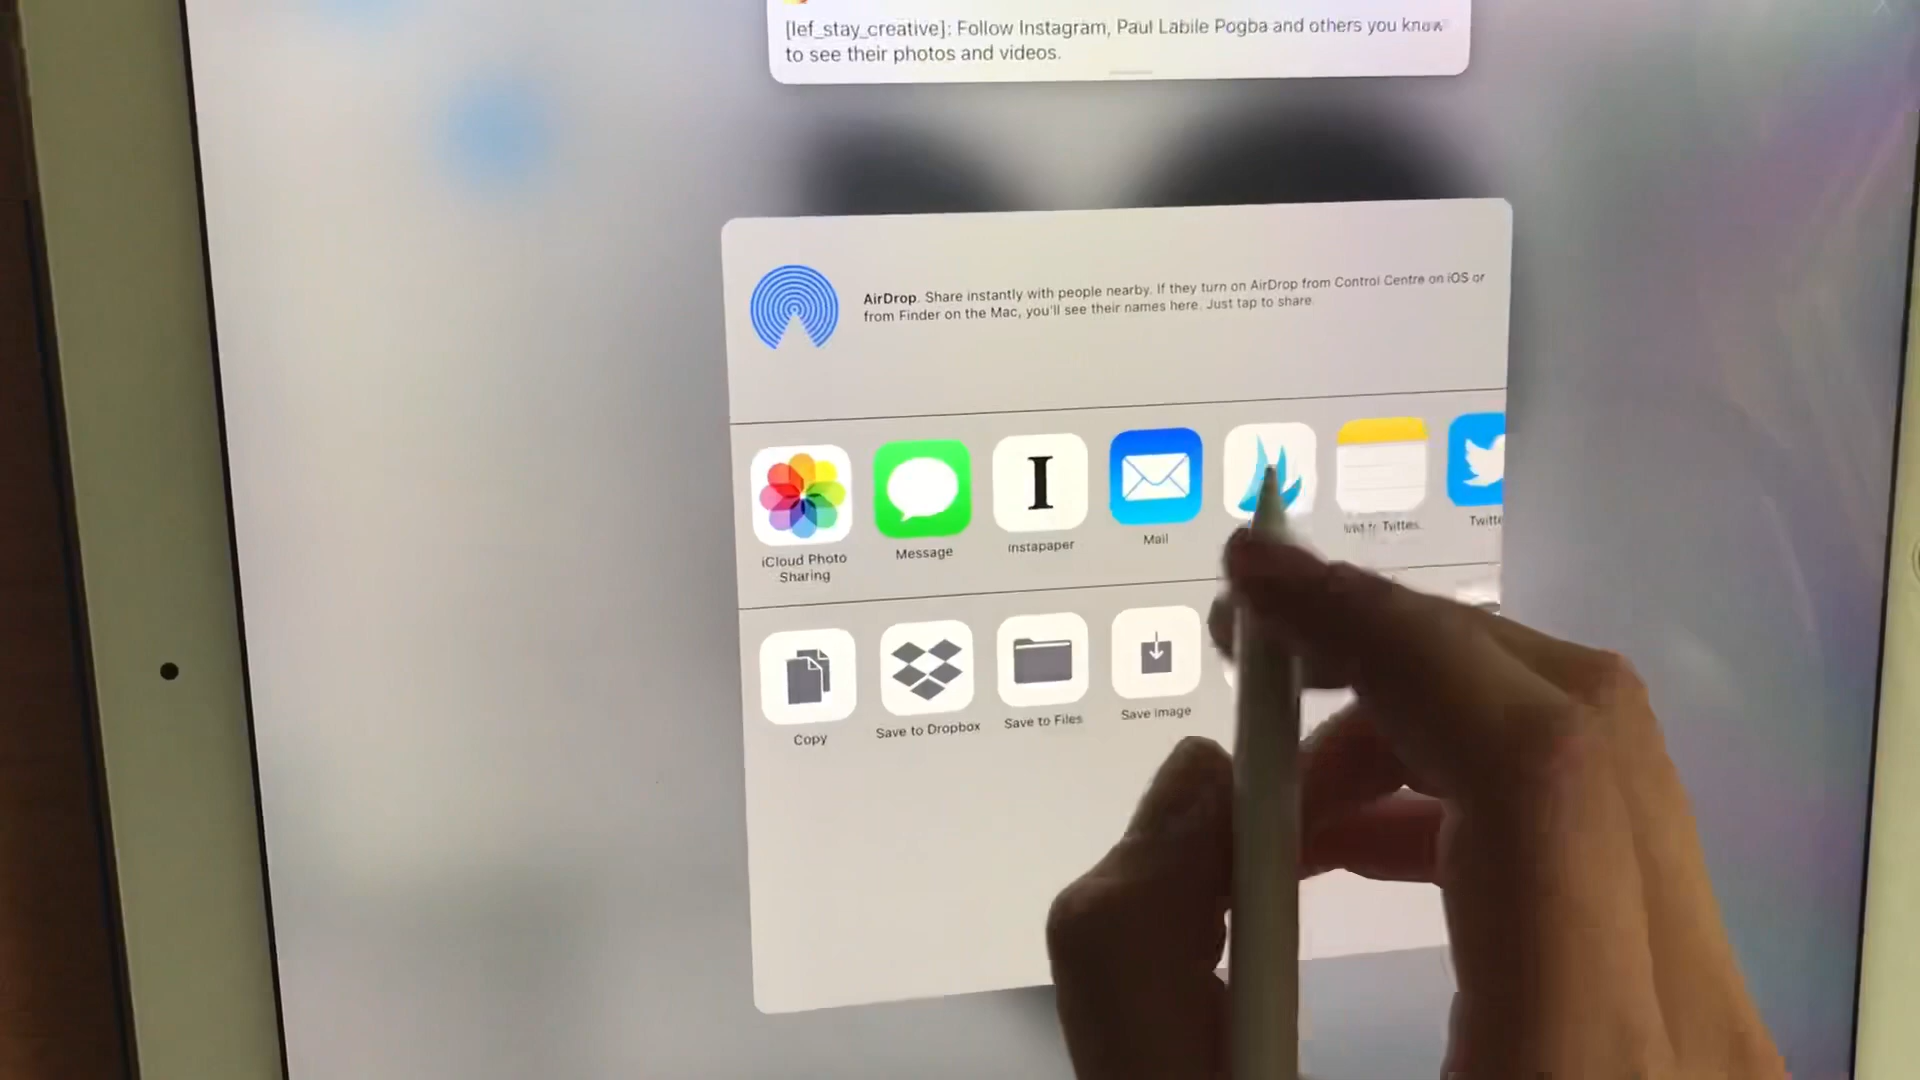 [lef_stay_creative]: Follow Instagram, Paul Labile Pogba and others you know
to see their photos and videos.
AirDrop. Share instantly with people nearby. If they turn on AirDrop from Control Centre on iOS or
from Finder on the Mac, you'll see their names here. Just tap to share.
iCloud Photo
Sharing
Message
Instapaper
Mail
Twitte
Copy
Save to Dropbox
Save to Files
Save Image